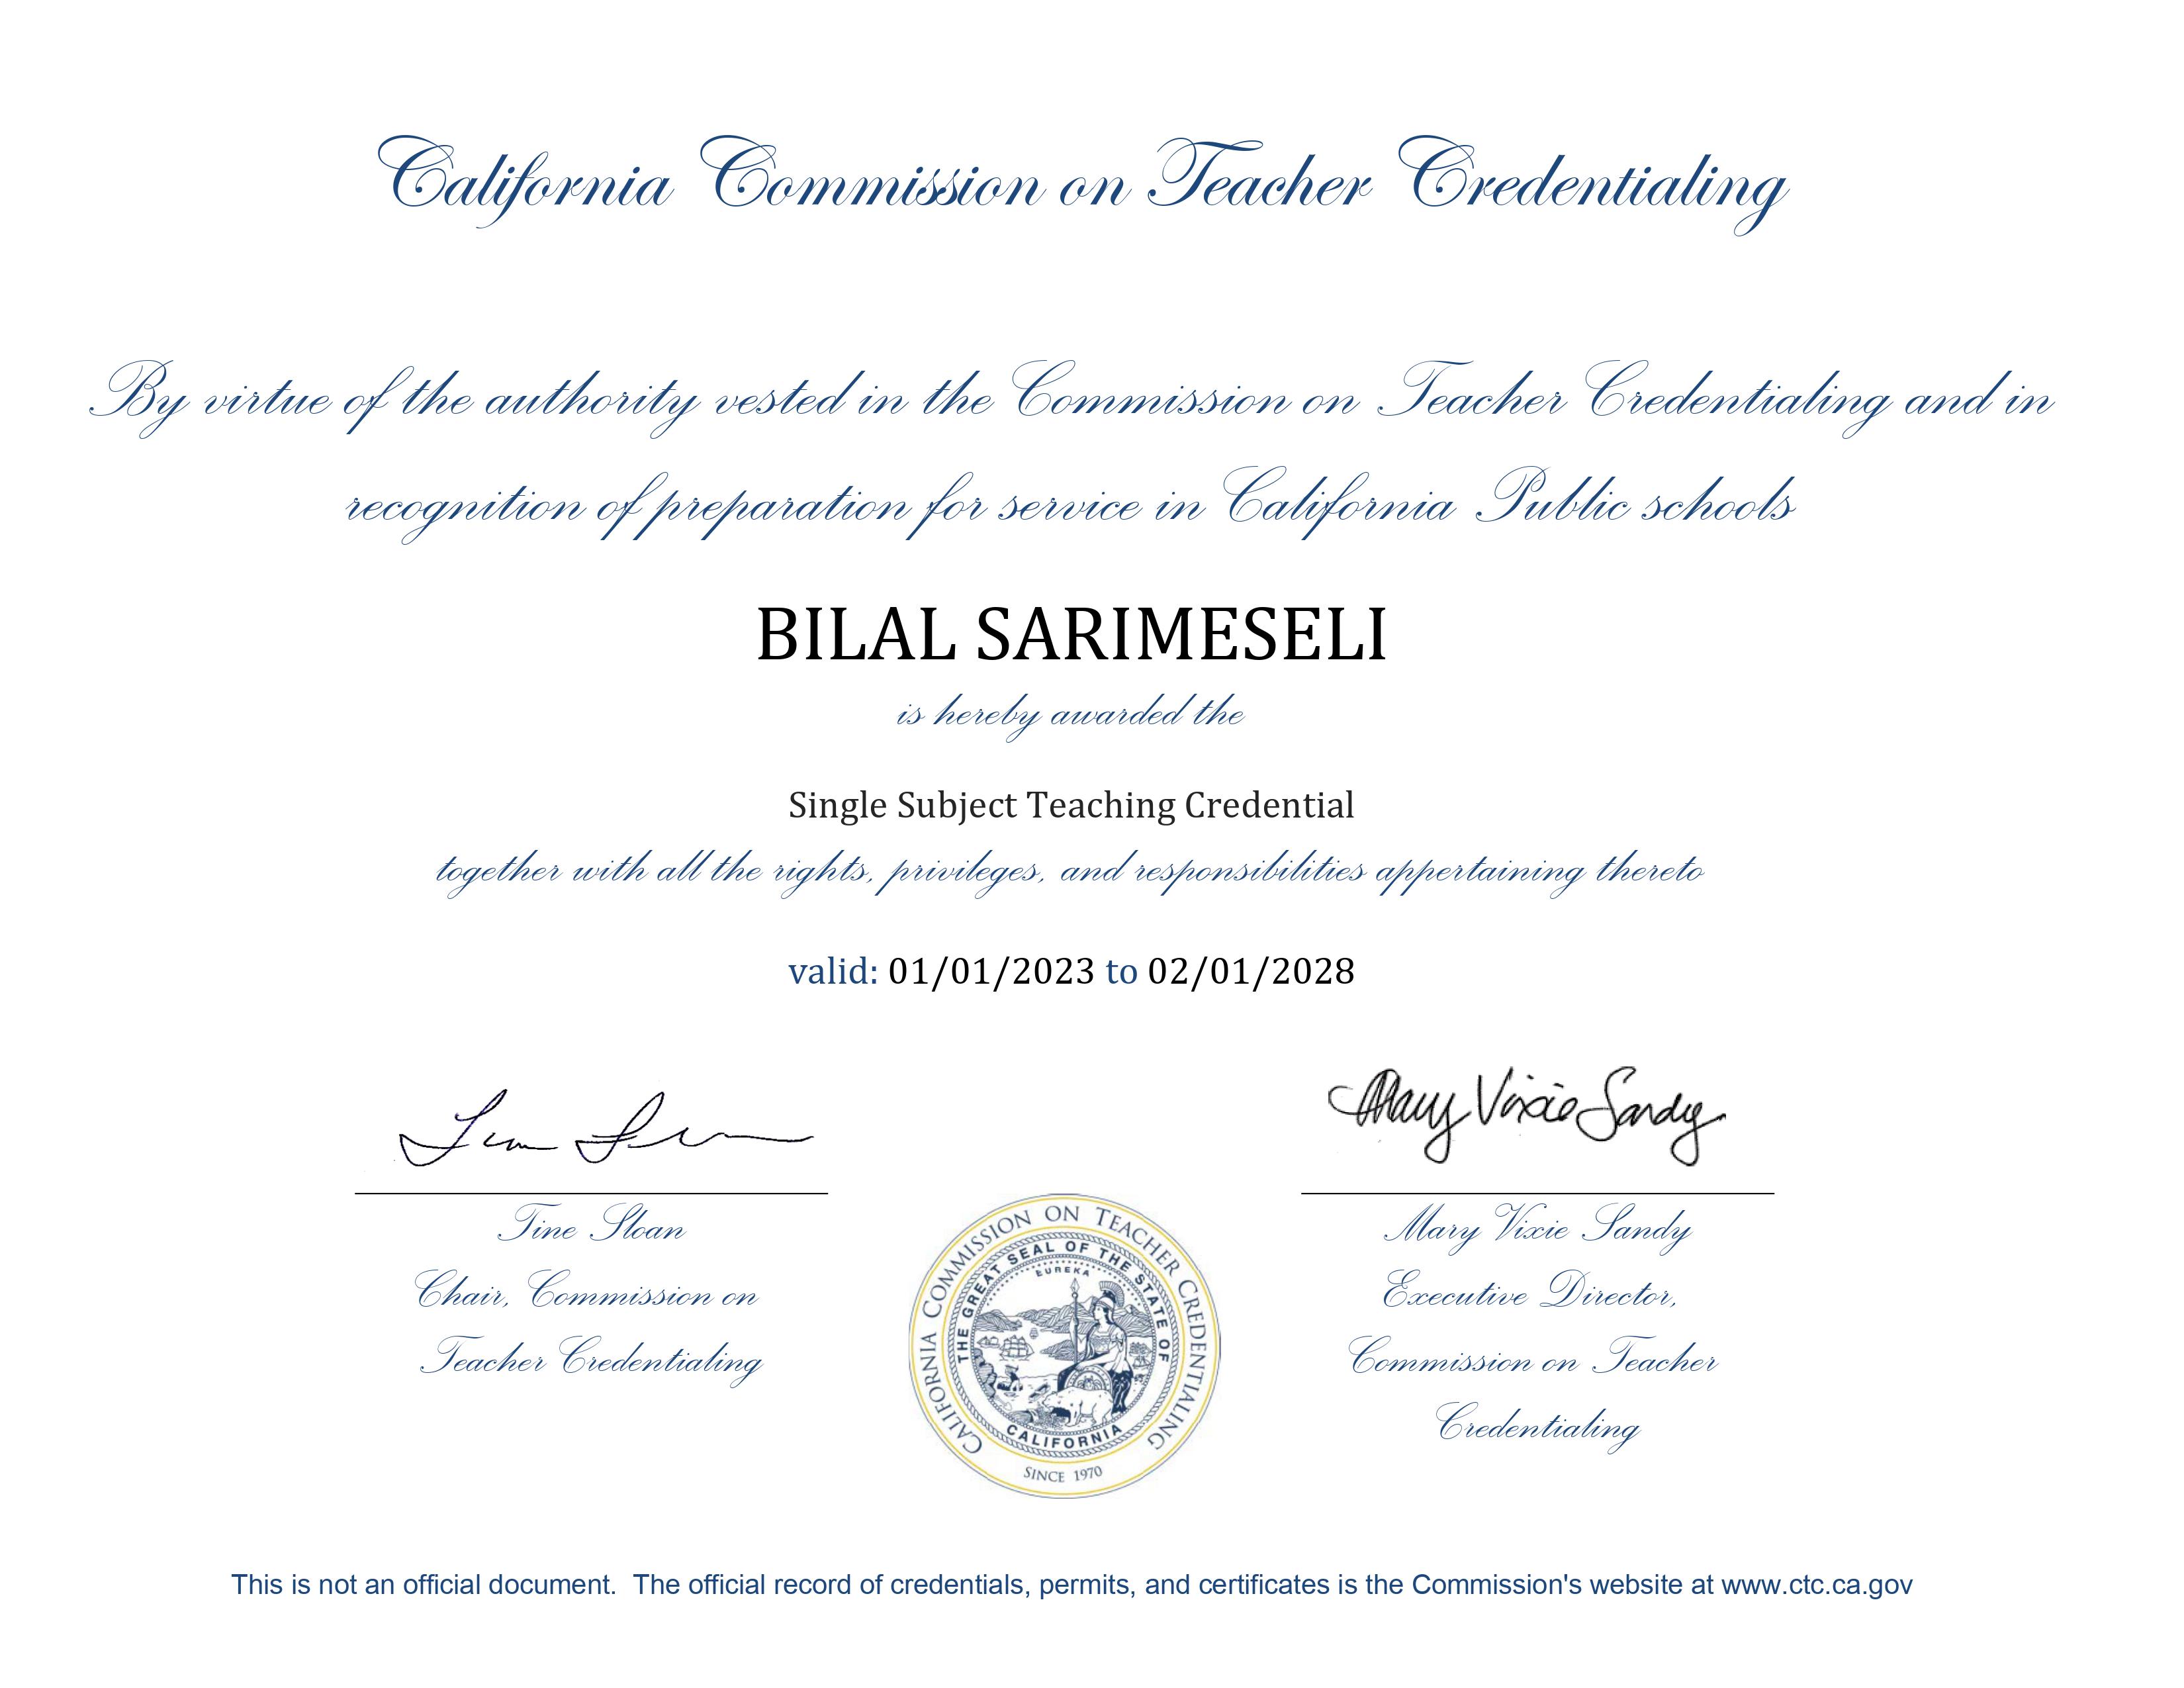 California Commission on Teacher Credentialing
By virtue of the authority vested in the Commission on Teacher Credentialing and in
recognition of preparation for service in California Public schools
BILAL SARIMESELI
is hereby awarded the
Single Subject Teaching Credential
together with all the rights, privileges, and responsibilities appertaining thereto
valid: 01/01/2023 to 02/01/2028
Mary Vixie Sandy
Tine Sloan
Chair, Commission on
Teacher Credentialing
CALIFORNIA COMMISSION ON TEACHER CREDENTIALING
THE GREAT SEAL OF THE STATE OF
CALIFORNIA
EUREKA
SINCE 1970
Mary Vixie Sandy
Executive Director,
Commission on Teacher
Credentialing
This is not an official document.  The official record of credentials, permits, and certificates is the Commission's website at www.ctc.ca.gov